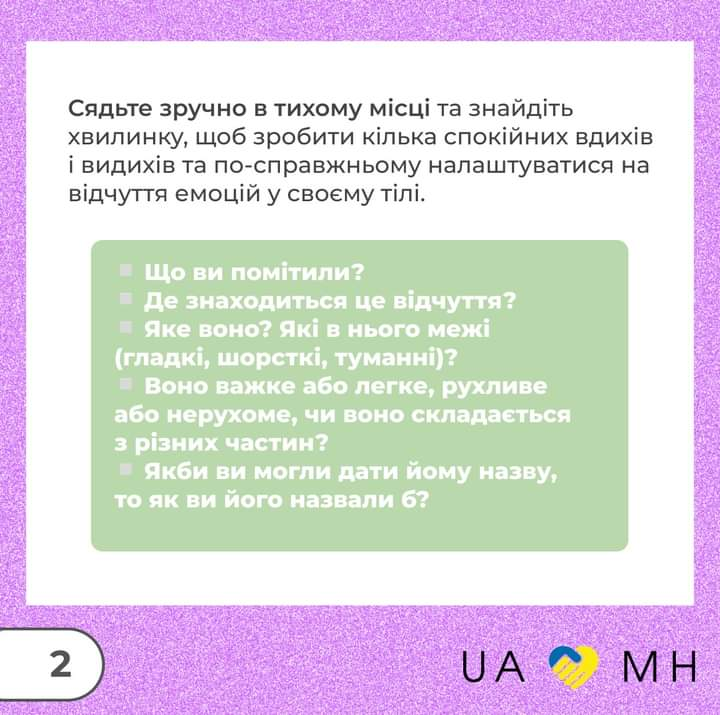 Сядьте зручно в тихому місці та знайдіть
хвилинку, щоб зробити кілька спокійних вдихів
і видихів та по-справжньому налаштуватися на
відчуття емоцій у своєму тілі.
Що ви помітили?
Де знаходиться це відчуття?
Яке воно? Які в нього межі
(гладкі, шорсткі, туманні)?
Воно важке або легке, рухливе
або нерухоме, чи воно складається
з різних частин?
Якби ви могли дати йому назву,
то як ви його назвали б?
2
UA MH